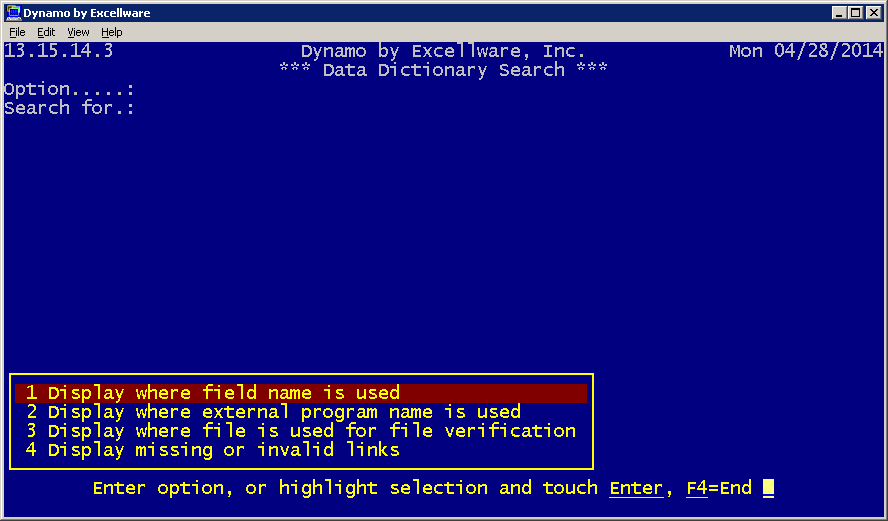 Dynamo by Excellware
File Edit View Help
13.15.14.3 Dynamo by Excellware, Inc. Mon 04/28/2014
*** Data Dictionary Search ***
Option.....:
Search for.:
1 Display where field name is used
2 Display where external program name is used
3 Display where file is used for file verification
4 Display missing or invalid links
Enter option, or highlight selection and touch Enter, F4=End